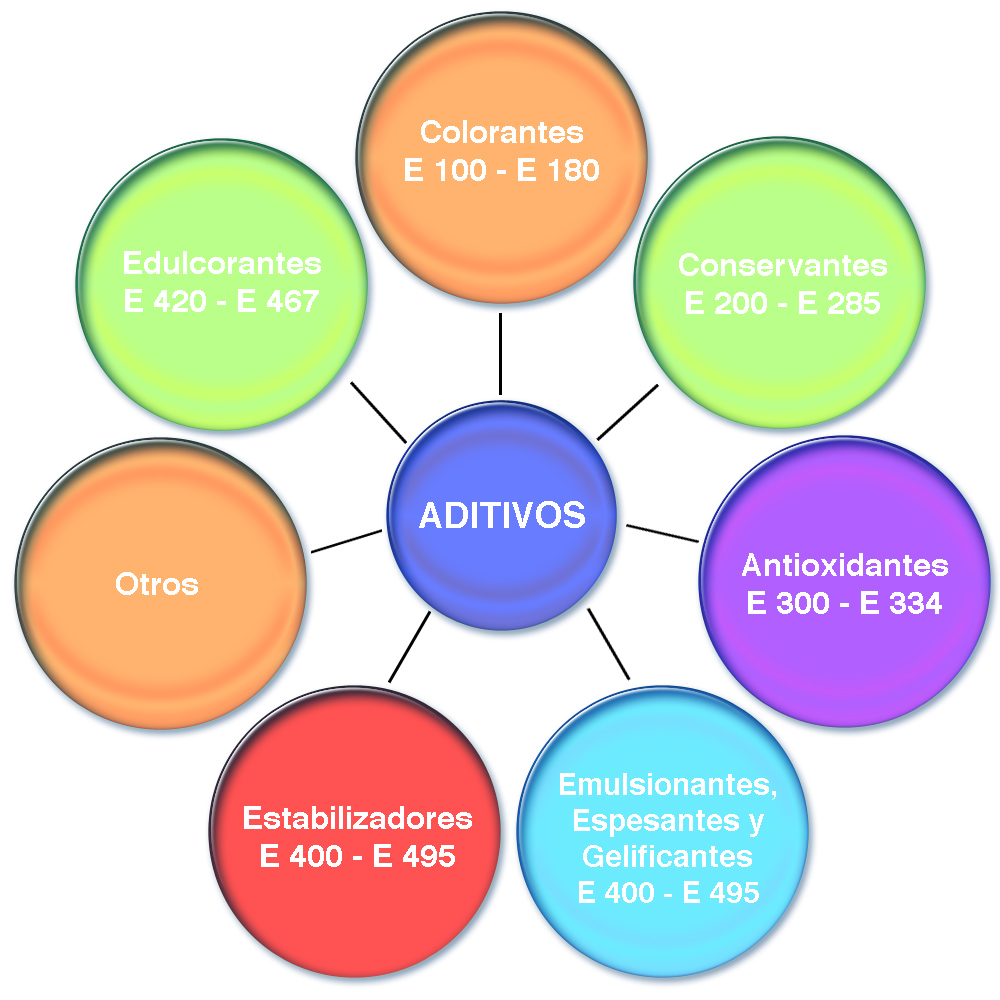 Colorantes
E 100 - E 180
Conservantes
E 200 - E 285
Antioxidantes
E 300 - E 334
Emulsionantes,
Espesantes y
Gelificantes
E 400 - E 495
Estabilizadores
E 400 - E 495
Otros
Edulcorantes
E 420 - E 467
ADITIVOS